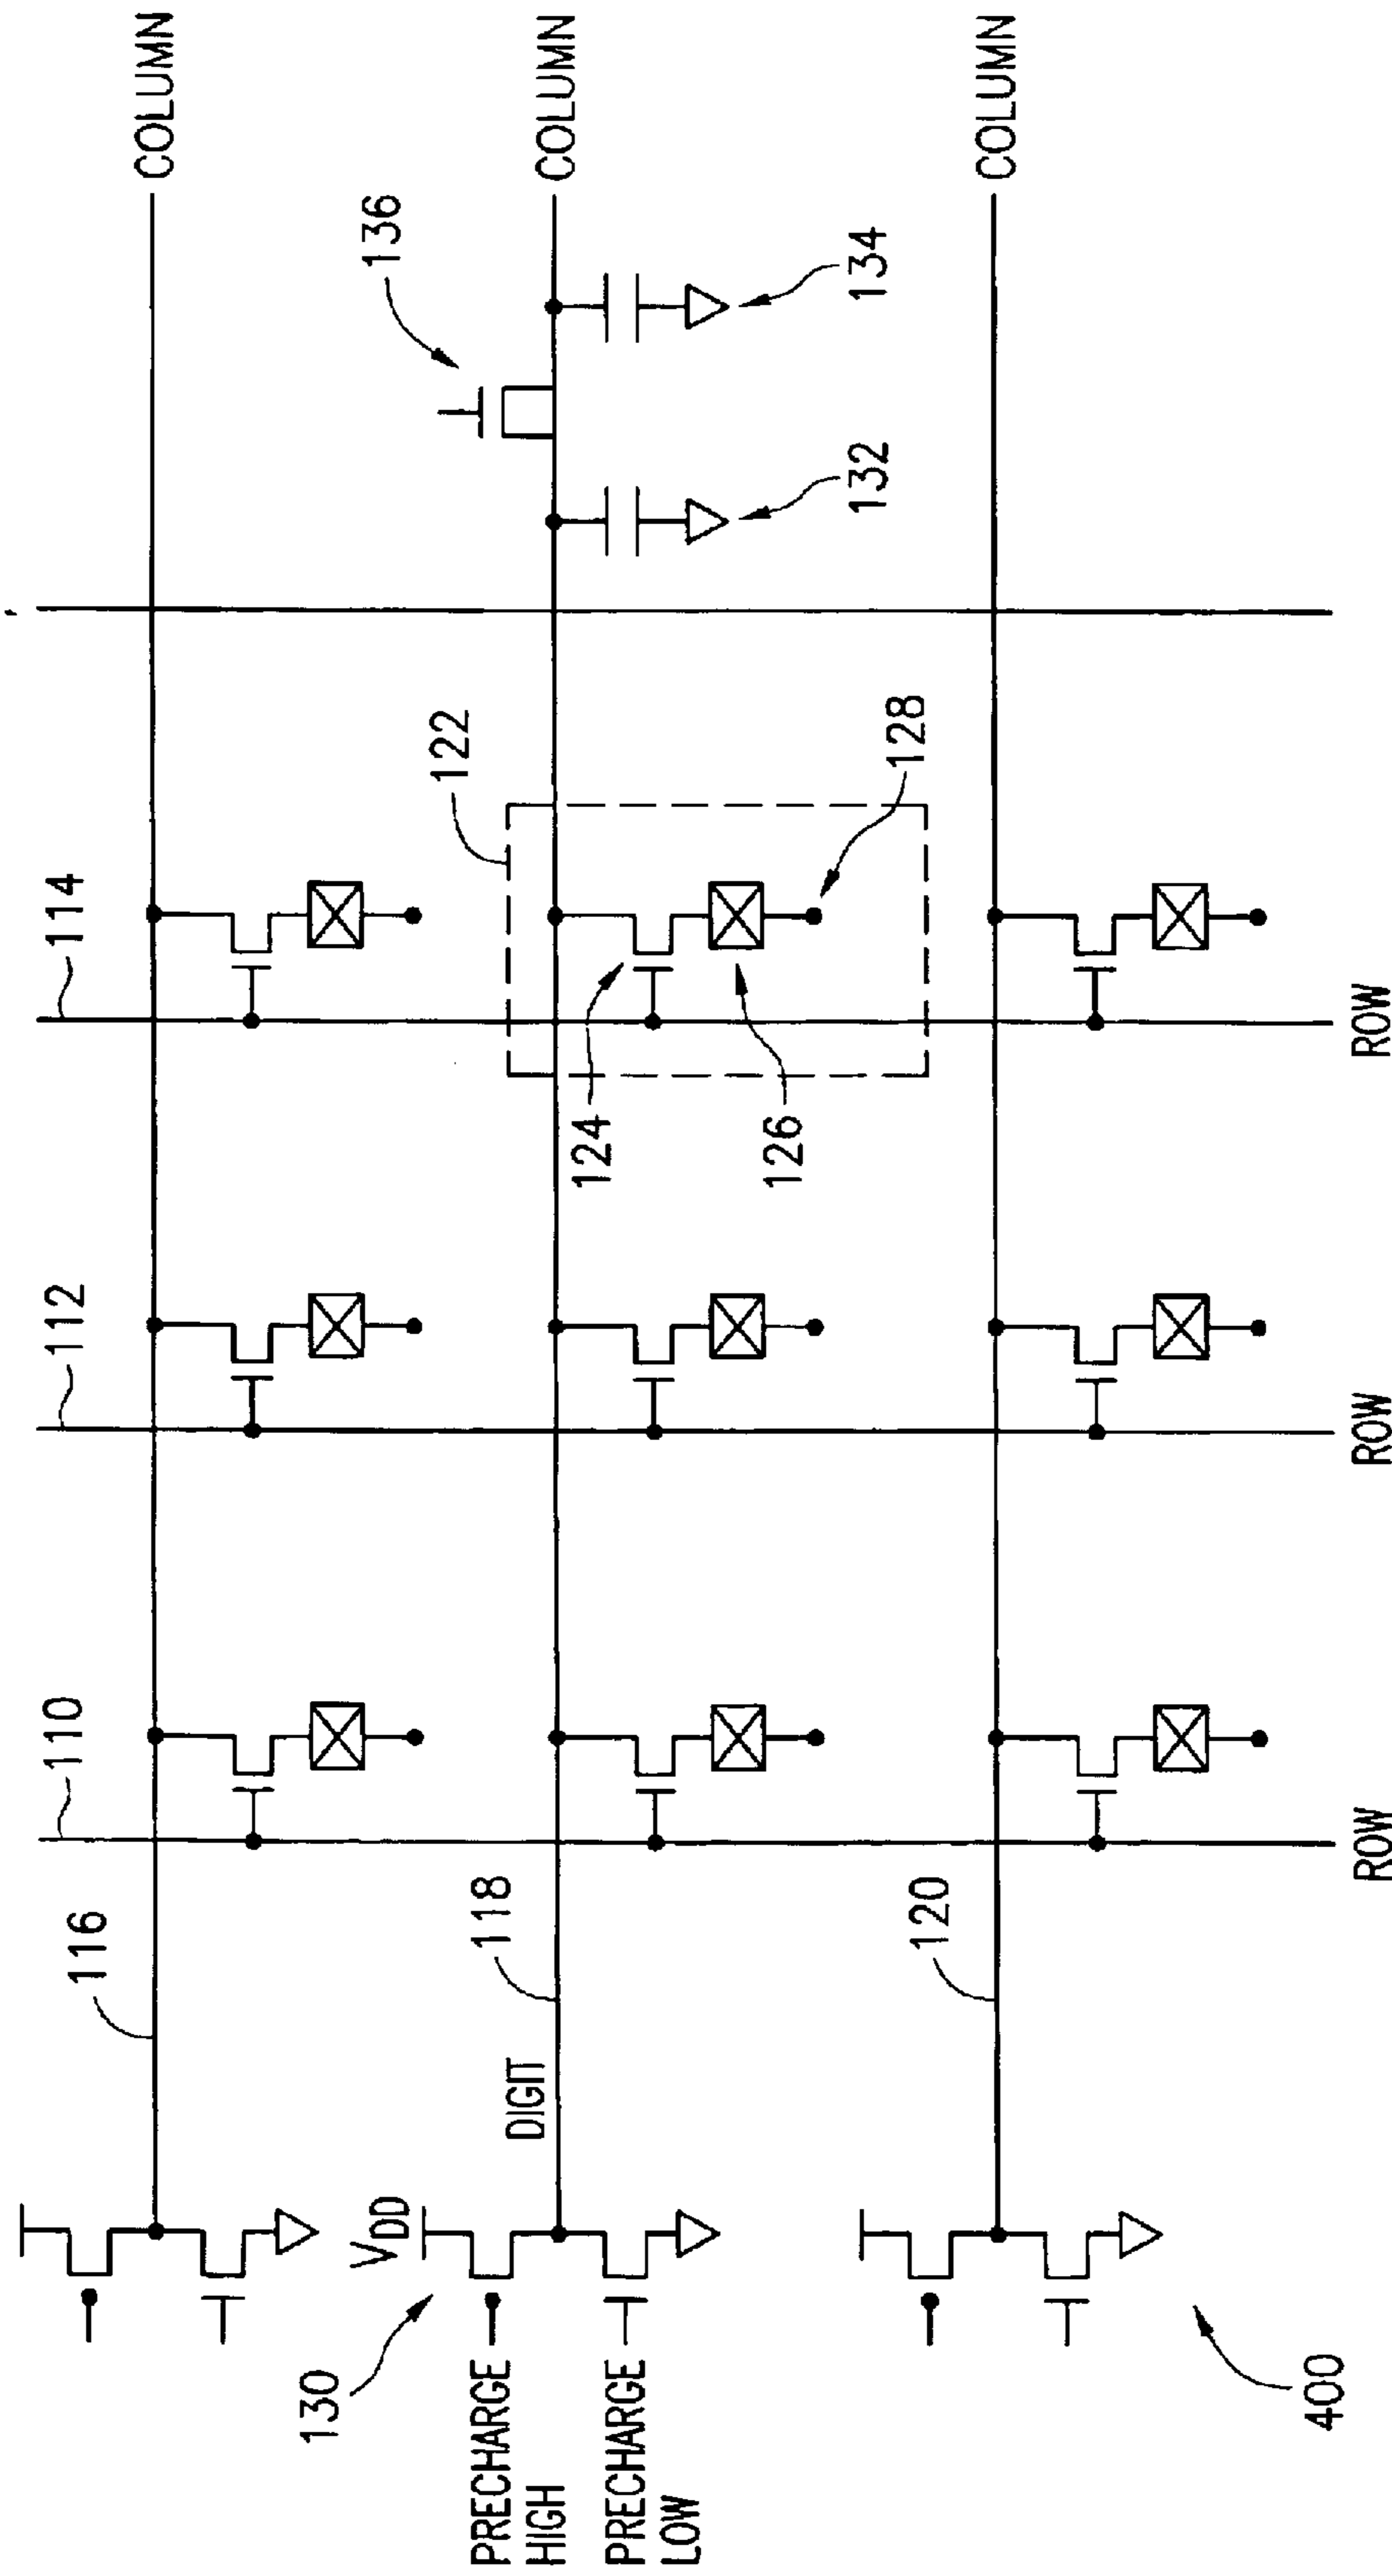 COLUMN
COLUMN
COLUMN
136
134
132
122
128
114
124
126
ROW
112
ROW
110
ROW
116
118
120
DIGIT
VDD
130
PRECHARGE
HIGH
PRECHARGE
LOW
400